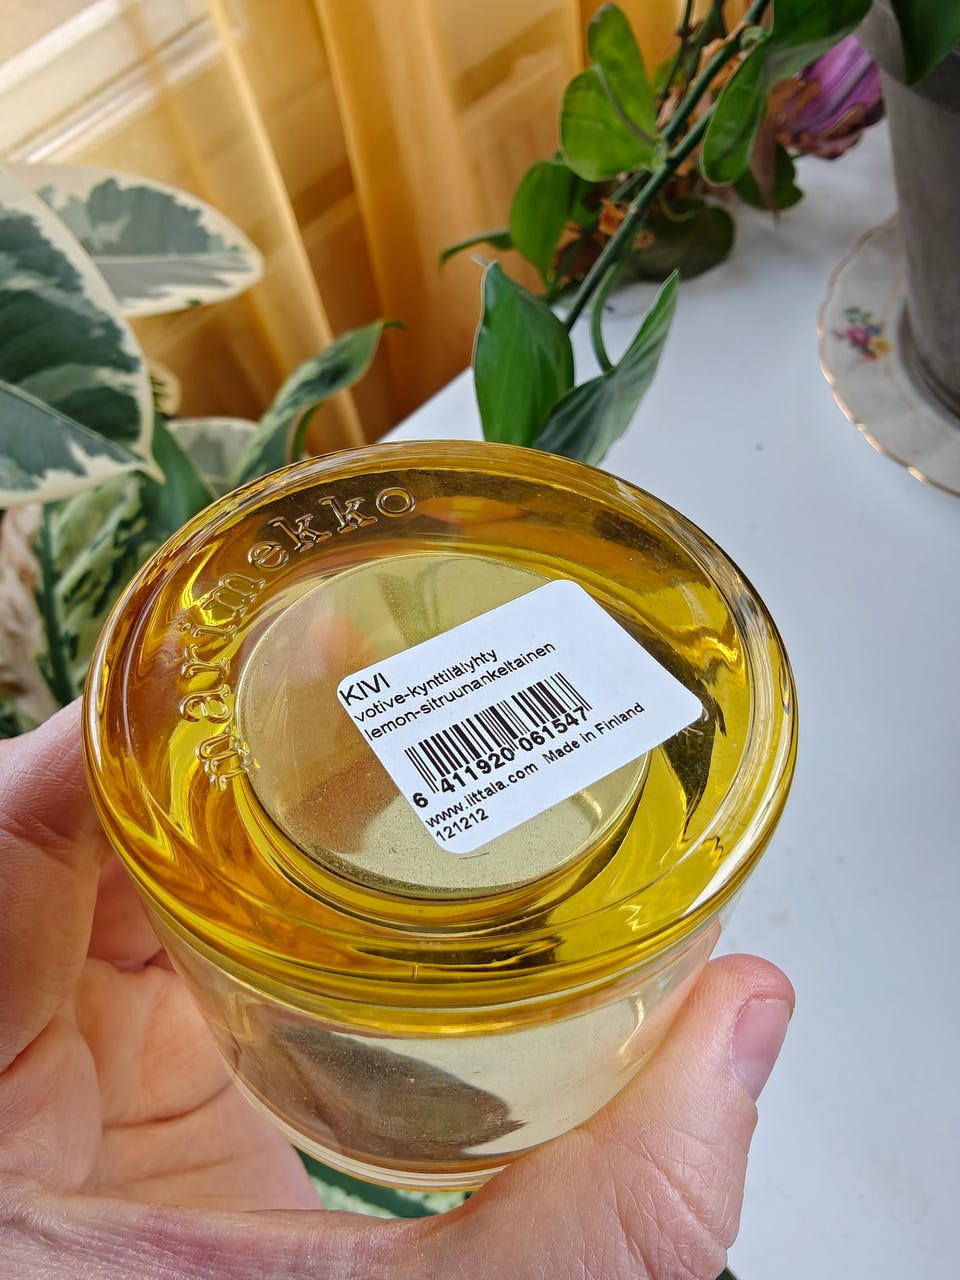 marimekko
KIVI
votive-kynttilälyhty
lemon-sitruunankeltainen
6 411920 061547
www.iittala.com Made in Finland
121212